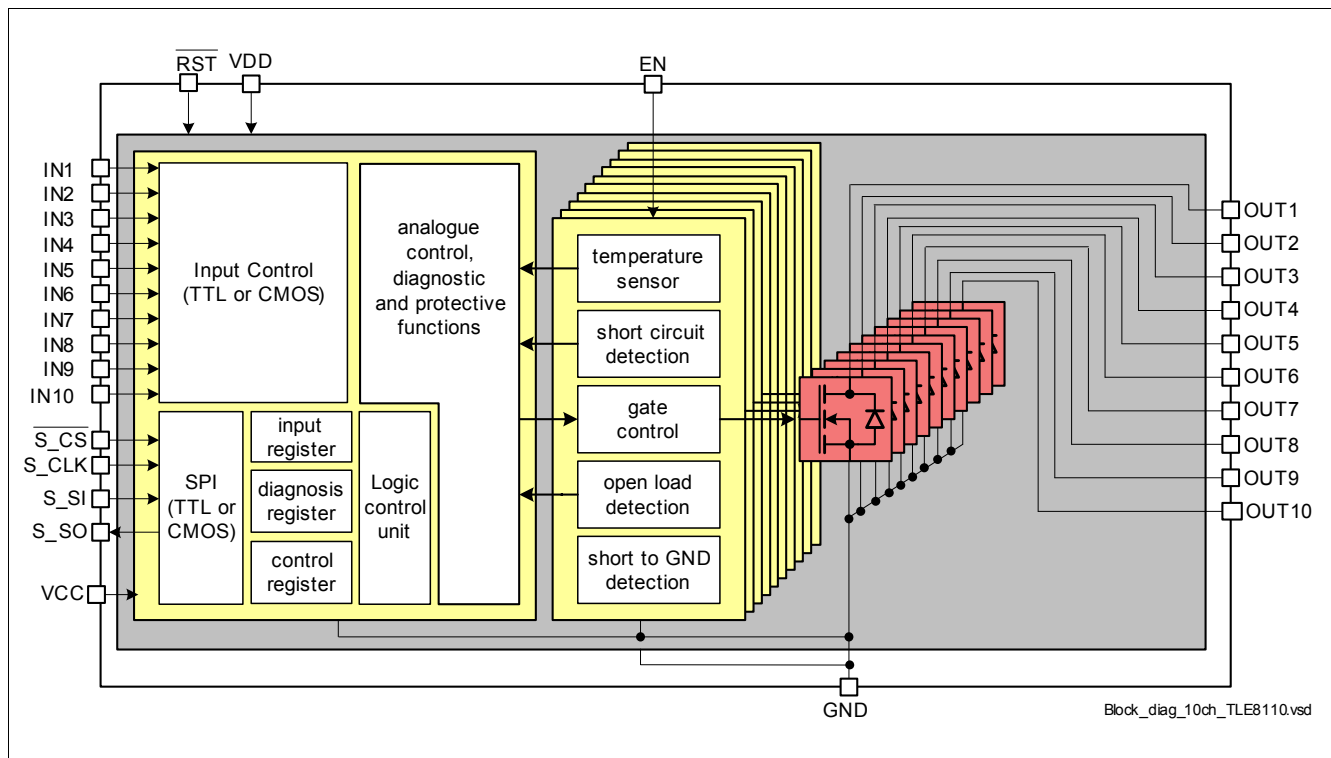 RST
VDD
EN
IN1
IN2
IN3
IN4
IN5
IN6
IN7
IN8
IN9
IN10
S_CS
S_CLK
S_SI
S_SO
VCC
Input Control
(TTL or CMOS)
analogue
control,
diagnostic
and protective
functions
SPI
(TTL or
CMOS)
input
register
diagnosis
register
control
register
Logic
control
unit
temperature
sensor
short circuit
detection
gate
control
open load
detection
short to GND
detection
OUT1
OUT2
OUT3
OUT4
OUT5
OUT6
OUT7
OUT8
OUT9
OUT10
GND
Block_diag_10ch_TLE8110.vsd